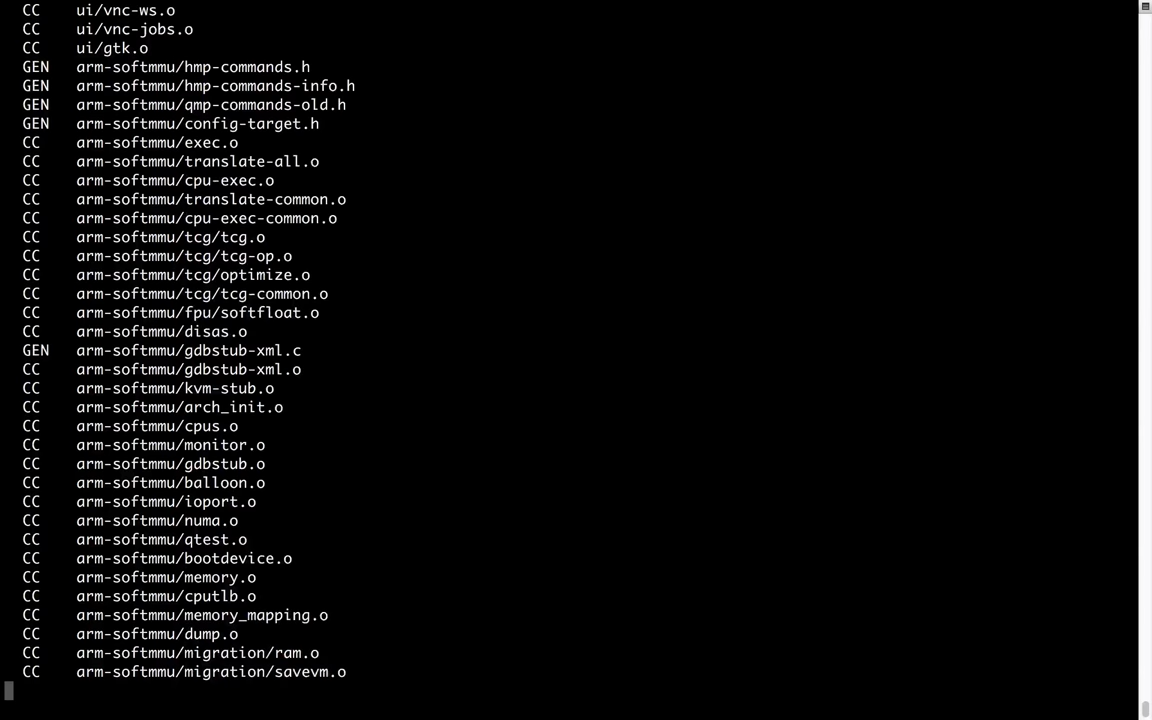 CC ui/vnc-ws.o
CC ui/vnc-jobs.o
CC ui/gtk.o
GEN arm-softmmu/hmp-commands.h
GEN arm-softmmu/hmp-commands-info.h
GEN arm-softmmu/qmp-commands-old.h
GEN arm-softmmu/config-target.h
CC arm-softmmu/exec.o
CC arm-softmmu/translate-all.o
CC arm-softmmu/cpu-exec.o
CC arm-softmmu/translate-common.o
CC arm-softmmu/cpu-exec-common.o
CC arm-softmmu/tcg/tcg.o
CC arm-softmmu/tcg/tcg-op.o
CC arm-softmmu/tcg/optimize.o
CC arm-softmmu/tcg/tcg-common.o
CC arm-softmmu/fpu/softfloat.o
CC arm-softmmu/disas.o
GEN arm-softmmu/gdbstub-xml.c
CC arm-softmmu/gdbstub-xml.o
CC arm-softmmu/kvm-stub.o
CC arm-softmmu/arch_init.o
CC arm-softmmu/cpus.o
CC arm-softmmu/monitor.o
CC arm-softmmu/gdbstub.o
CC arm-softmmu/balloon.o
CC arm-softmmu/ioport.o
CC arm-softmmu/numa.o
CC arm-softmmu/qtest.o
CC arm-softmmu/bootdevice.o
CC arm-softmmu/memory.o
CC arm-softmmu/cputlb.o
CC arm-softmmu/memory_mapping.o
CC arm-softmmu/dump.o
CC arm-softmmu/migration/ram.o
CC arm-softmmu/migration/savevm.o